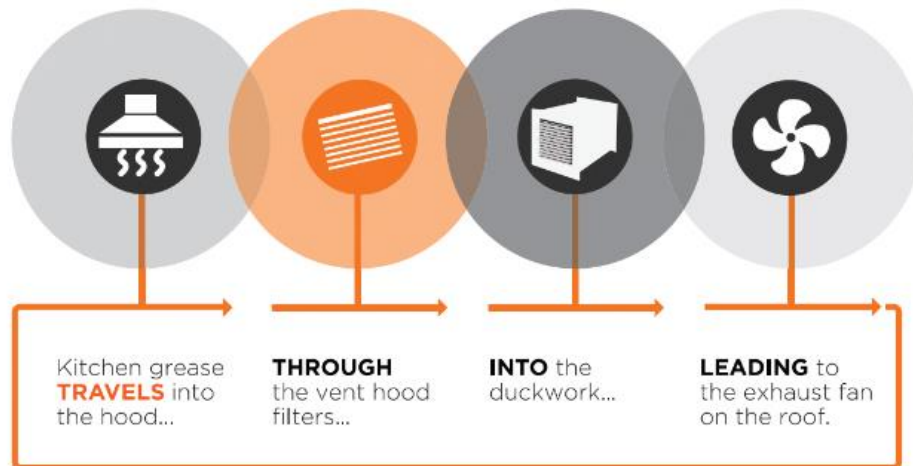 Kitchen grease
TRAVELS into
the hood...
THROUGH
the vent hood
filters...
INTO the
duckwork...
LEADING to
the exhaust fan
on the roof.